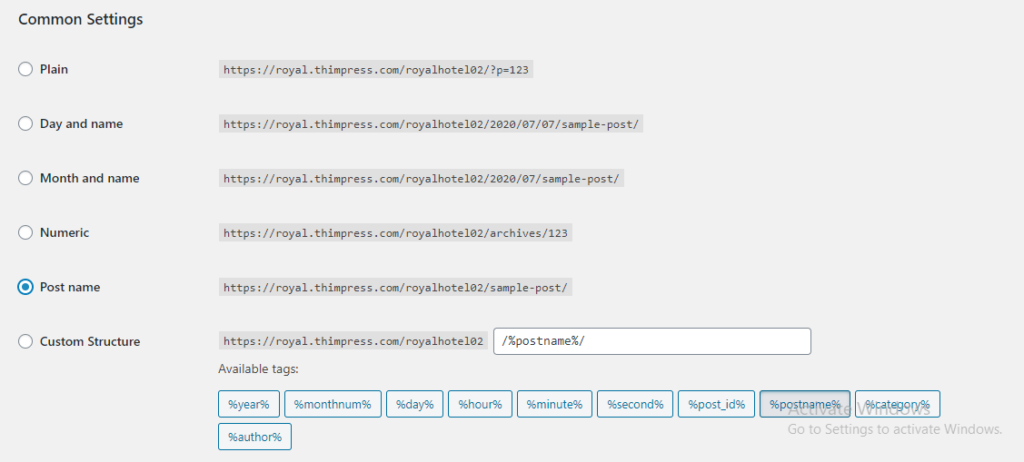 Common Settings
Plain https://royal.thimpress.com/royalhotel02/?p=123
Day and name https://royal.thimpress.com/royalhotel02/2020/07/07/sample-post/
Month and name https://royal.thimpress.com/royalhotel02/2020/07/sample-post/
Numeric https://royal.thimpress.com/royalhotel02/archives/123
Post name https://royal.thimpress.com/royalhotel02/sample-post/
Custom Structure https://royal.thimpress.com/royalhotel02 /%postname%/
Available tags:
%year% %monthnum% %day% %hour% %minute% %second% %post_id% %postname% %category%
%author%
Activate Windows
Go to Settings to activate Windows.